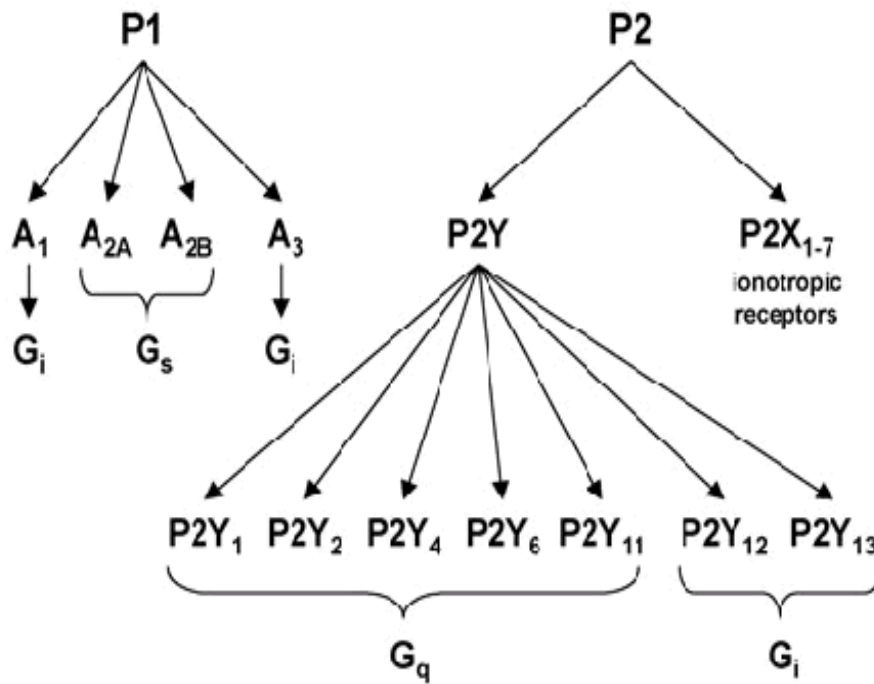 P1 P2
A1 A2A A2B A3 P2Y P2X1-7
ionotropic
receptors
Gi Gs Gi
P2Y1 P2Y2 P2Y4 P2Y6 P2Y11 P2Y12 P2Y13
Gq Gi